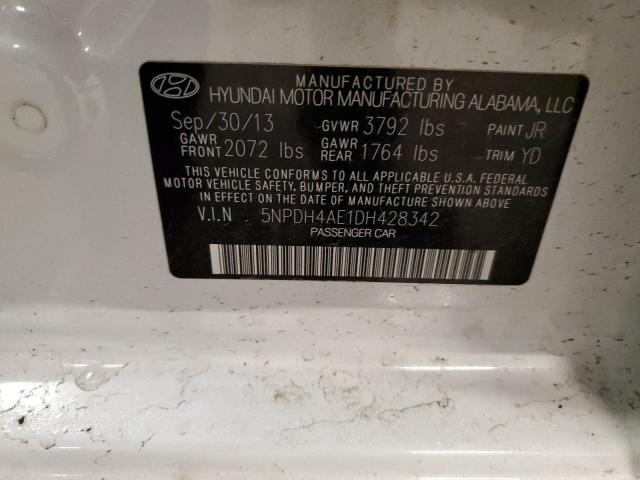 MANUFACTURED BY
HYUNDAI MOTOR MANUFACTURING ALABAMA, LLC
Sep/30/13 GVWR 3792 lbs PAINT JR
GAWR FRONT 2072 lbs GAWR REAR 1764 lbs TRIM YD
THIS VEHICLE CONFORMS TO ALL APPLICABLE U.S.A. FEDERAL
MOTOR VEHICLE SAFETY, BUMPER, AND THEFT PREVENTION
STANDARDS IN EFFECT ON THE DATE OF MANUFACTURE SHOWN ABOVE
V.I.N . 5NPDH4AE1DH428342
PASSENGER CAR